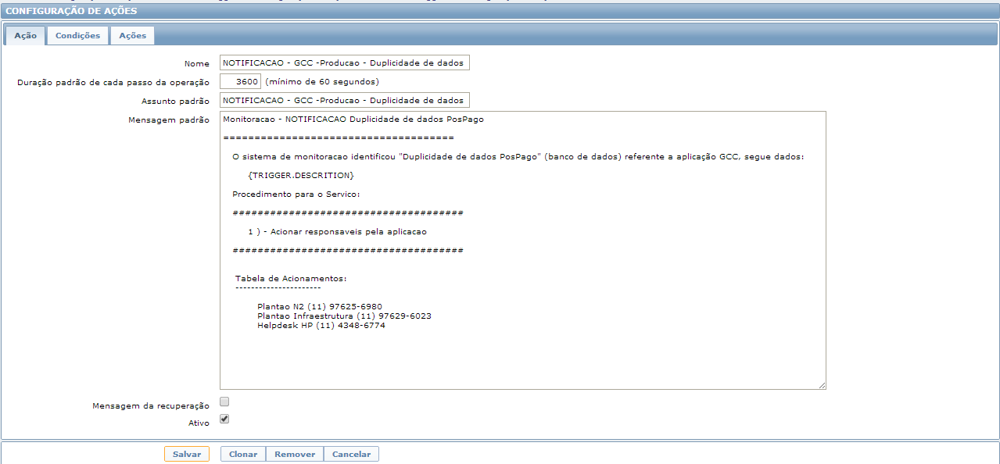 CONFIGURAÇÃO DE AÇÕES
Ação Condições Ações
Nome NOTIFICACAO - GCC -Producao - Duplicidade de dados
Duração padrão de cada passo da operação 3600 (mínimo de 60 segundos)
Assunto padrão NOTIFICACAO - GCC -Producao - Duplicidade de dados
Mensagem padrão Monitoracao - NOTIFICACAO Duplicidade de dados PosPago
=====================================
O sistema de monitoracao identificou "Duplicidade de dados PosPago" (banco de dados) referente a aplicação GCC, segue dados:
{TRIGGER.DESCRITION}
Procedimento para o Servico:
#####################################
1 ) - Acionar responsaveis pela aplicacao
#####################################
Tabela de Acionamentos:
----------------------
Plantao N2 (11) 97625-6980
Plantao Infraestrutura (11) 97629-6023
Helpdesk HP (11) 4348-6774
Mensagem da recuperação
Ativo
Salvar Clonar Remover Cancelar